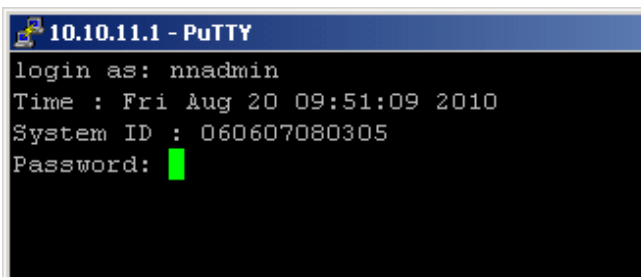 10.10.11.1 - PuTTY
login as: nnadmin
Time : Fri Aug 20 09:51:09 2010
System ID : 060607080305
Password: